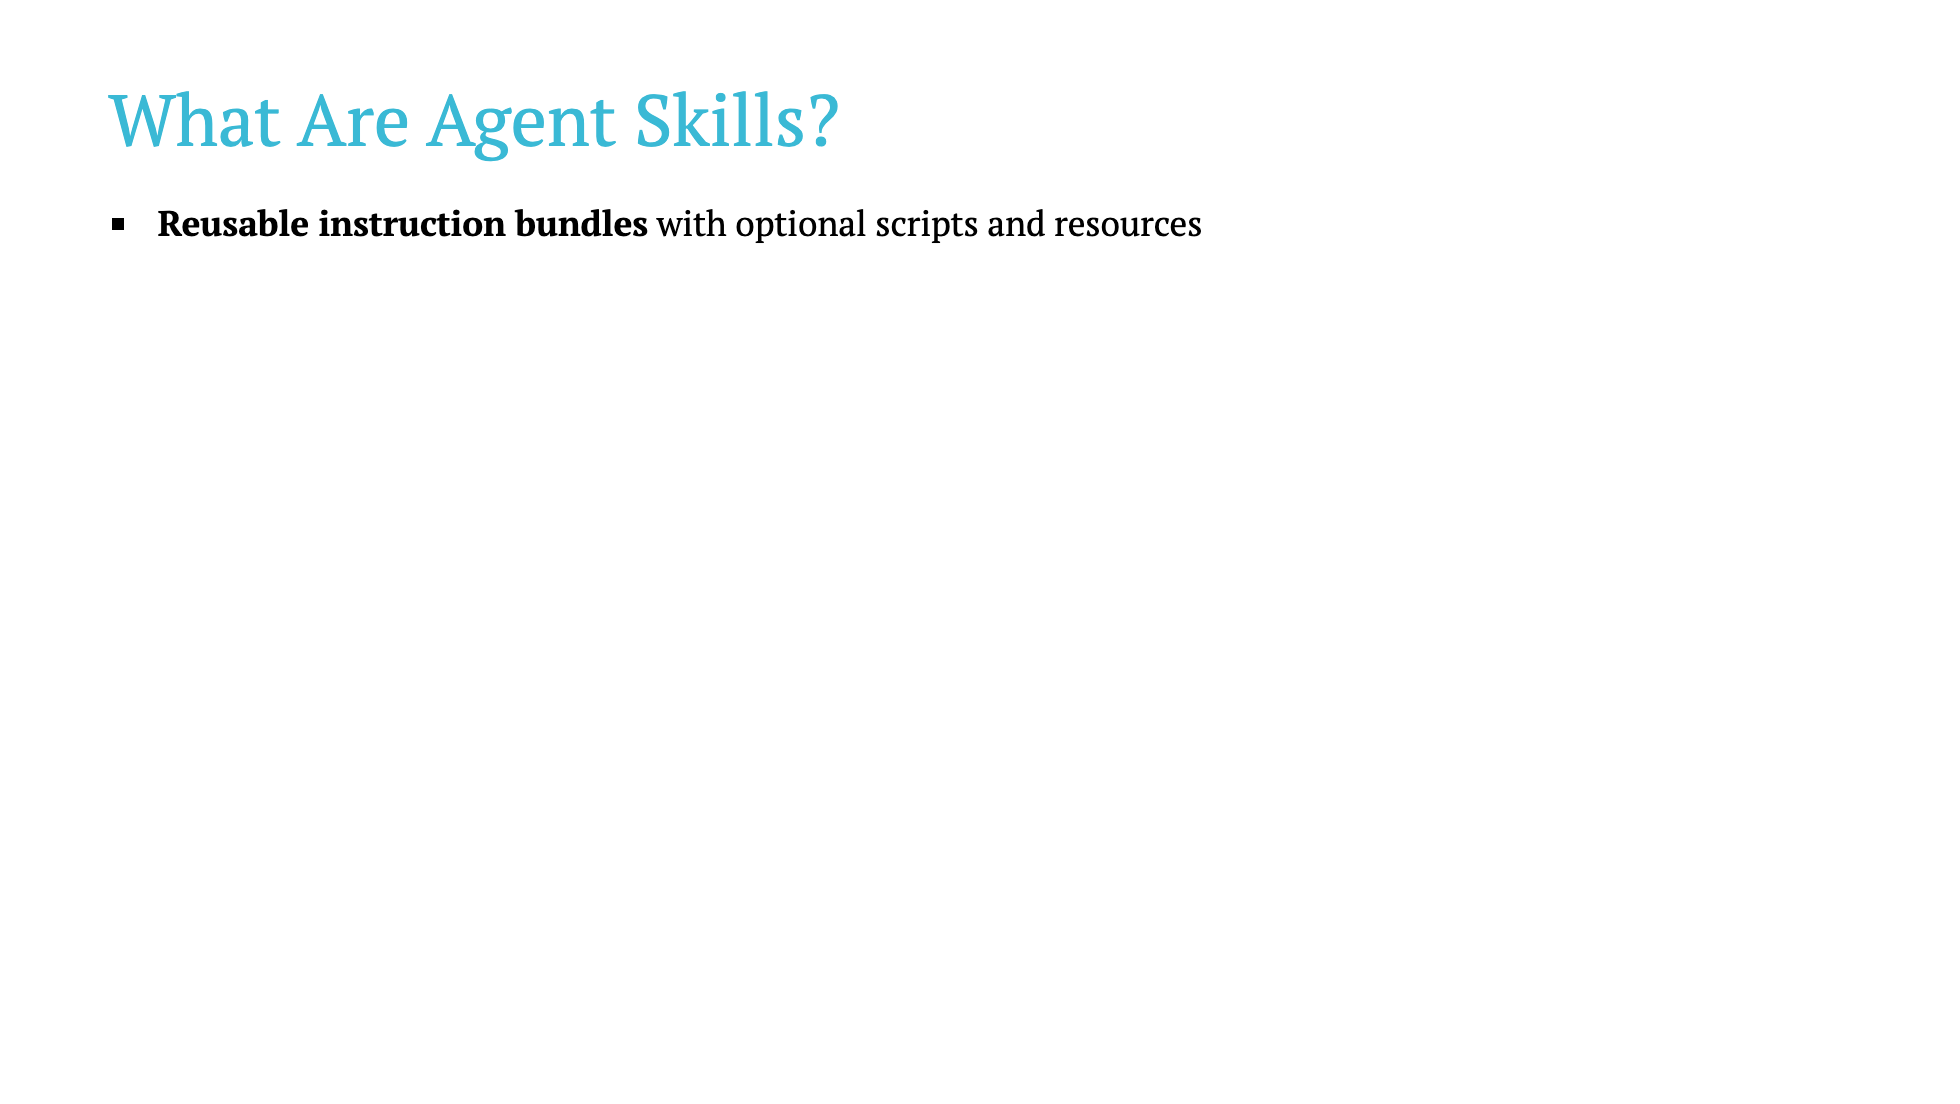 What Are Agent Skills?
▪ Reusable instruction bundles with optional scripts and resources